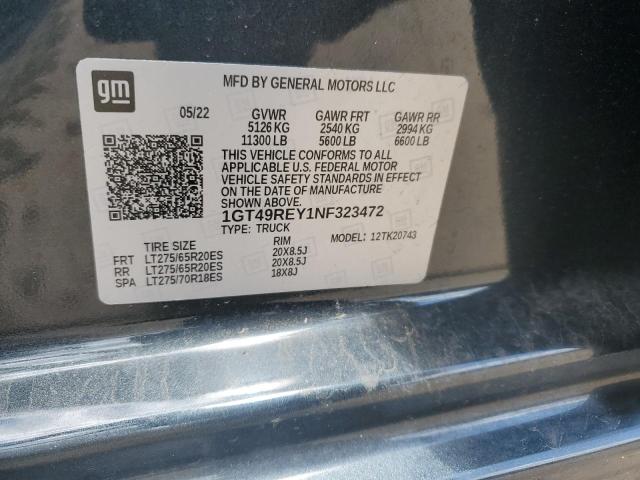 gm
MFD BY GENERAL MOTORS LLC
05/22 GVWR GAWR FRT GAWR RR
5126 KG 2540 KG 2994 KG
11300 LB 5600 LB 6600 LB
THIS VEHICLE CONFORMS TO ALL
APPLICABLE U.S. FEDERAL MOTOR
VEHICLE SAFETY STANDARDS IN EFFECT
ON THE DATE OF MANUFACTURE
SHOWN ABOVE.
1GT49REY1NF323472
TYPE: TRUCK MODEL: 12TK20743
TIRE SIZE RIM
FRT LT275/65R20ES 20X8.5J
RR LT275/65R20ES 20X8.5J
SPA LT275/70R18ES 18X8J